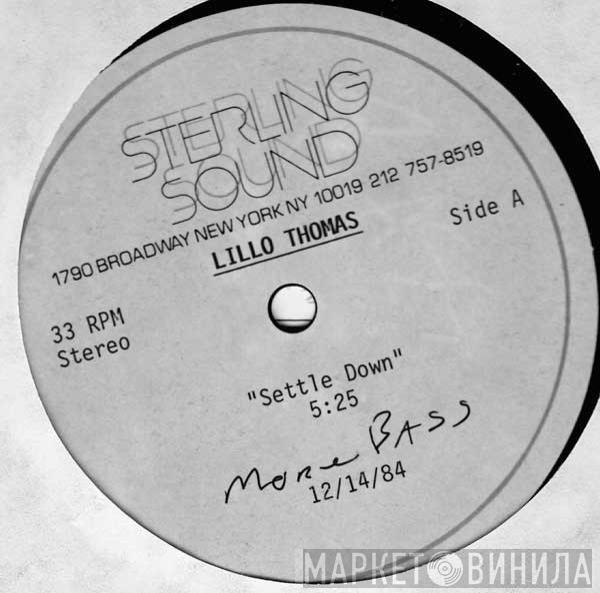 STERLING
SOUND
1790 BROADWAY NEW YORK NY 10019 212 757-8519
LILLO THOMAS
Side A
33 RPM
Stereo
"Settle Down"
5:25
More BASS
12/14/84
МАРКЕТ ВИНИЛА